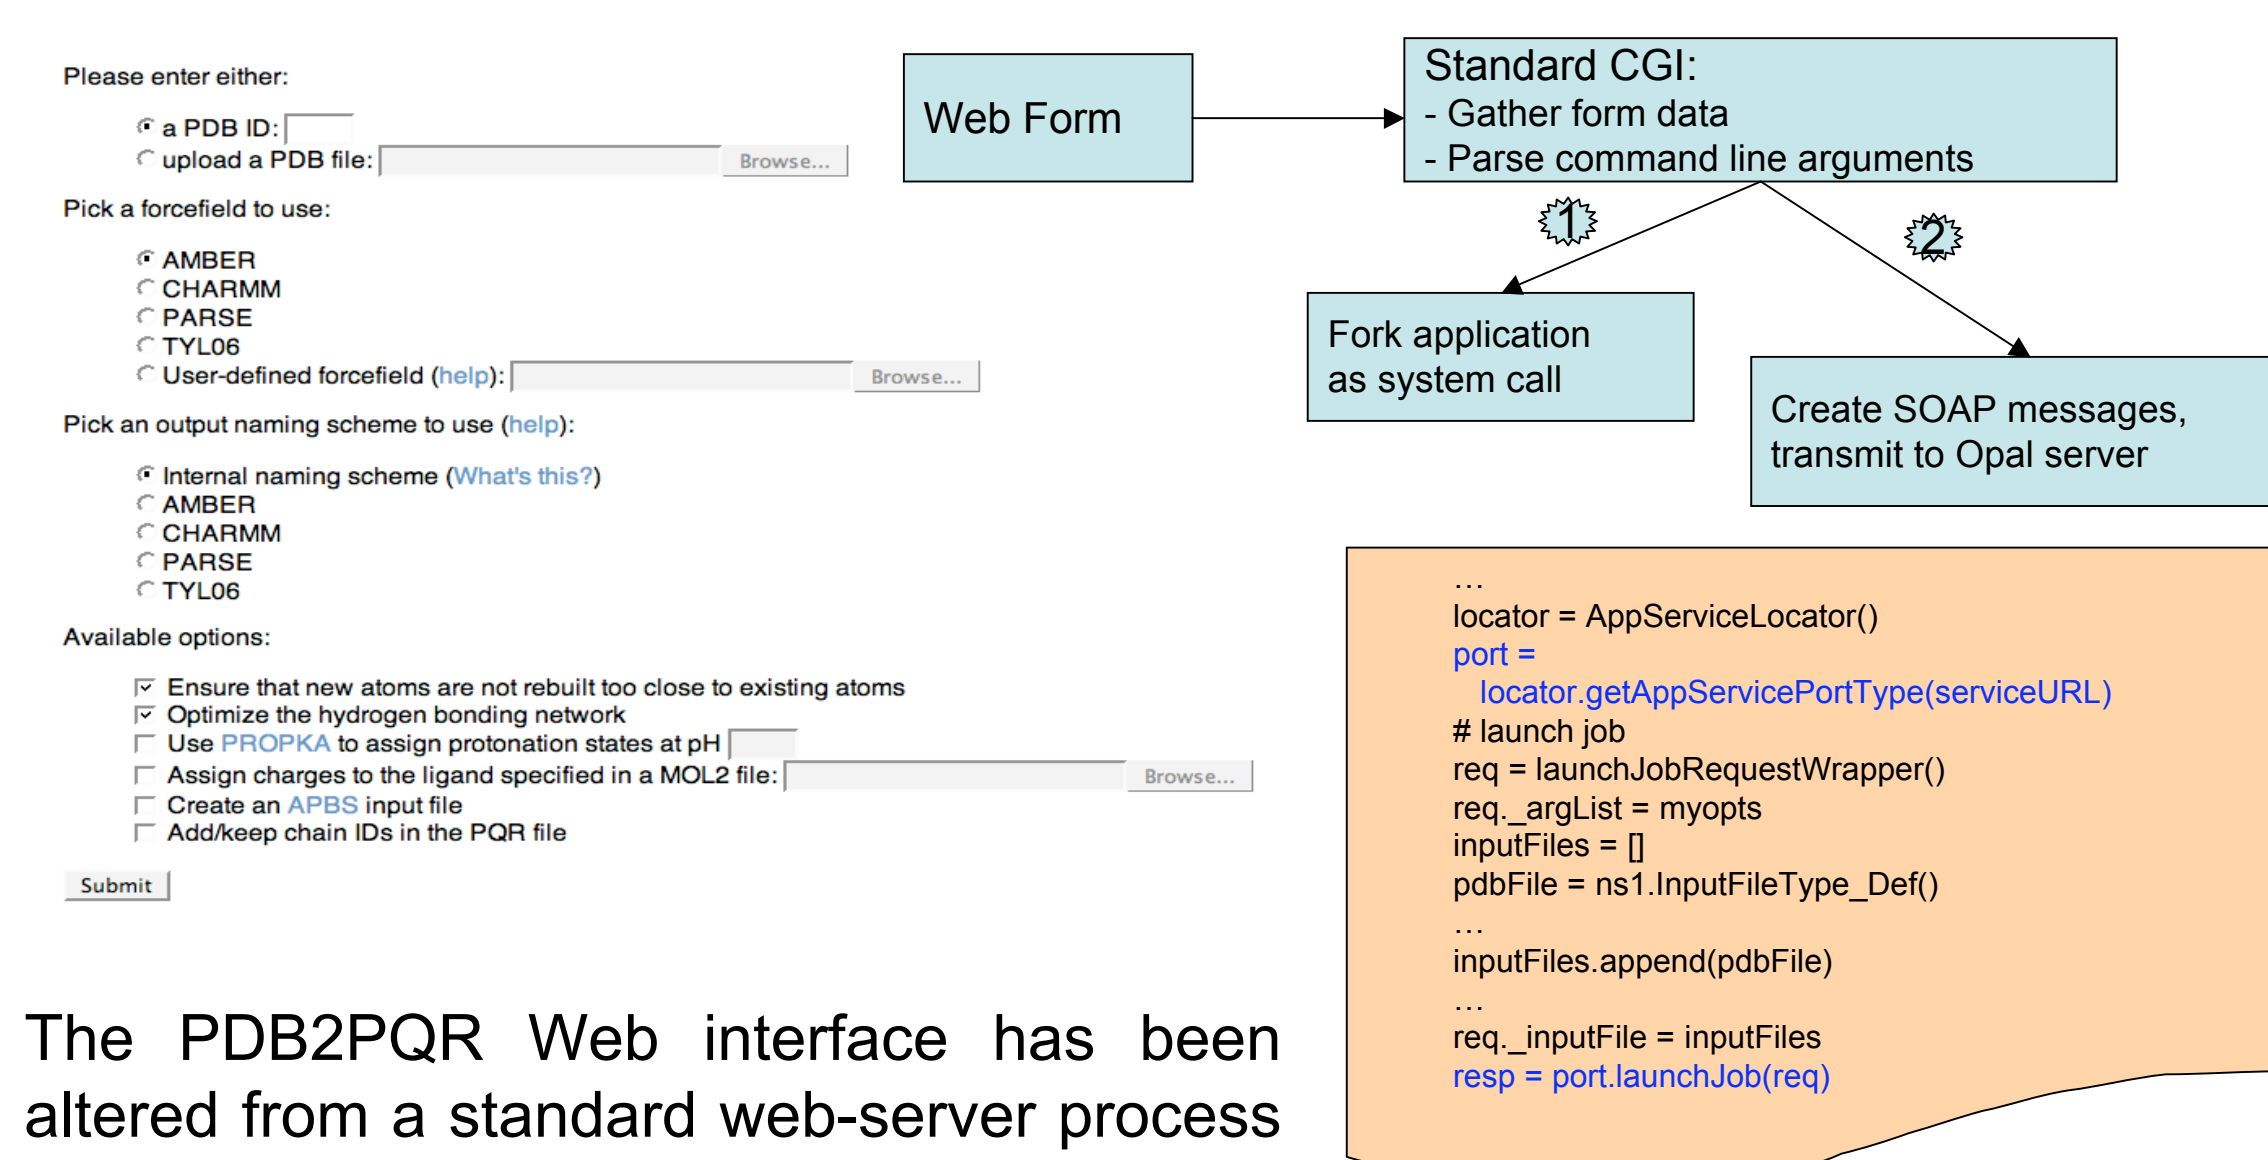 Please enter either:
a PDB ID:
upload a PDB file: Browse...
Pick a forcefield to use:
AMBER
CHARMM
PARSE
TYL06
User-defined forcefield (help): Browse...
Pick an output naming scheme to use (help):
Internal naming scheme (What's this?)
AMBER
CHARMM
PARSE
TYL06
Available options:
Ensure that new atoms are not rebuilt too close to existing atoms
Optimize the hydrogen bonding network
Use PROPKA to assign protonation states at pH
Assign charges to the ligand specified in a MOL2 file: Browse...
Create an APBS input file
Add/keep chain IDs in the PQR file
Submit
Web Form
Standard CGI:
- Gather form data
- Parse command line arguments
1
2
Fork application
as system call
Create SOAP messages,
transmit to Opal server
…
locator = AppServiceLocator()
port =
locator.getAppServicePortType(serviceURL)
# launch job
req = launchJobRequestWrapper()
req._argList = myopts
inputFiles = []
pdbFile = ns1.InputFileType_Def()
…
inputFiles.append(pdbFile)
…
req._inputFile = inputFiles
resp = port.launchJob(req)
The PDB2PQR Web interface has been
altered from a standard web-server process